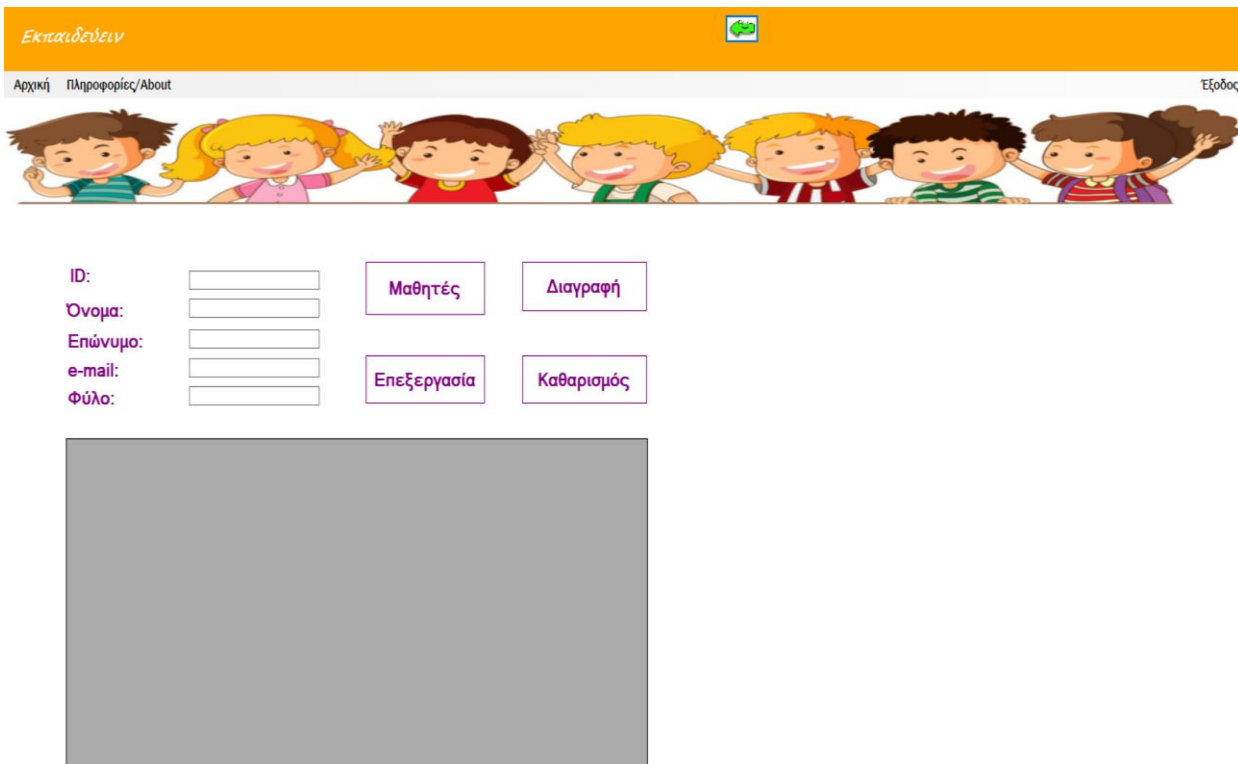 Εκπαιδεύειν
Αρχική Πληροφορίες/About Έξοδος
ID:
Όνομα:
Επώνυμο:
e-mail:
Φύλο:
Μαθητές Διαγραφή
Επεξεργασία Καθαρισμός